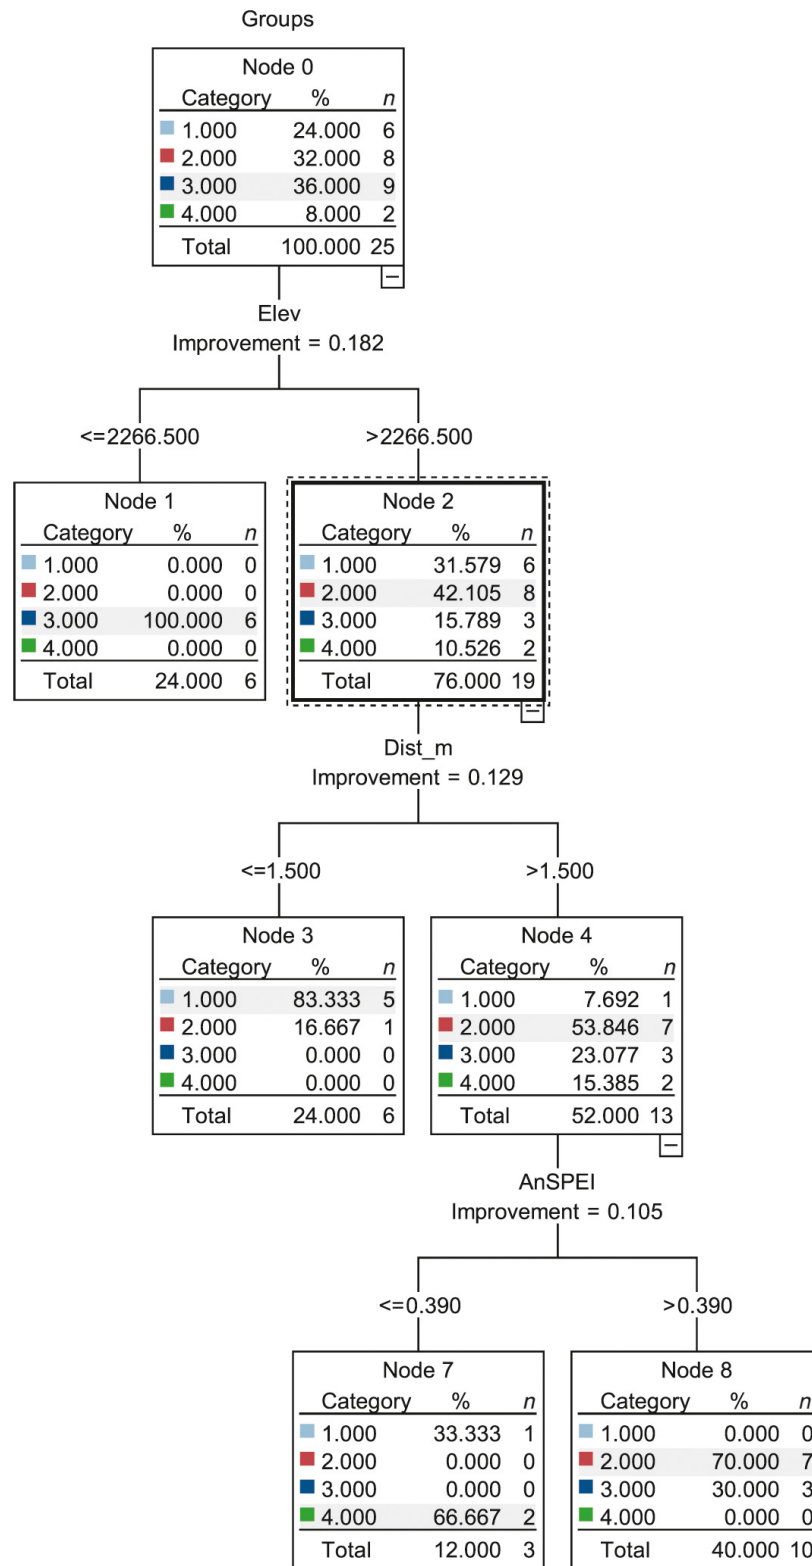 Groups
Node 0
Category % n
1.000 24.000 6
2.000 32.000 8
3.000 36.000 9
4.000 8.000 2
Total 100.000 25
Elev
Improvement = 0.182
<=2266.500 >2266.500
Node 1
Category % n
1.000 0.000 0
2.000 0.000 0
3.000 100.000 6
4.000 0.000 0
Total 24.000 6
Node 2
Category % n
1.000 31.579 6
2.000 42.105 8
3.000 15.789 3
4.000 10.526 2
Total 76.000 19
Dist_m
Improvement = 0.129
<=1.500 >1.500
Node 3
Category % n
1.000 83.333 5
2.000 16.667 1
3.000 0.000 0
4.000 0.000 0
Total 24.000 6
Node 4
Category % n
1.000 7.692 1
2.000 53.846 7
3.000 23.077 3
4.000 15.385 2
Total 52.000 13
AnSPEI
Improvement = 0.105
<=0.390 >0.390
Node 7
Category % n
1.000 33.333 1
2.000 0.000 0
3.000 0.000 0
4.000 66.667 2
Total 12.000 3
Node 8
Category % n
1.000 0.000 0
2.000 70.000 7
3.000 30.000 3
4.000 0.000 0
Total 40.000 10